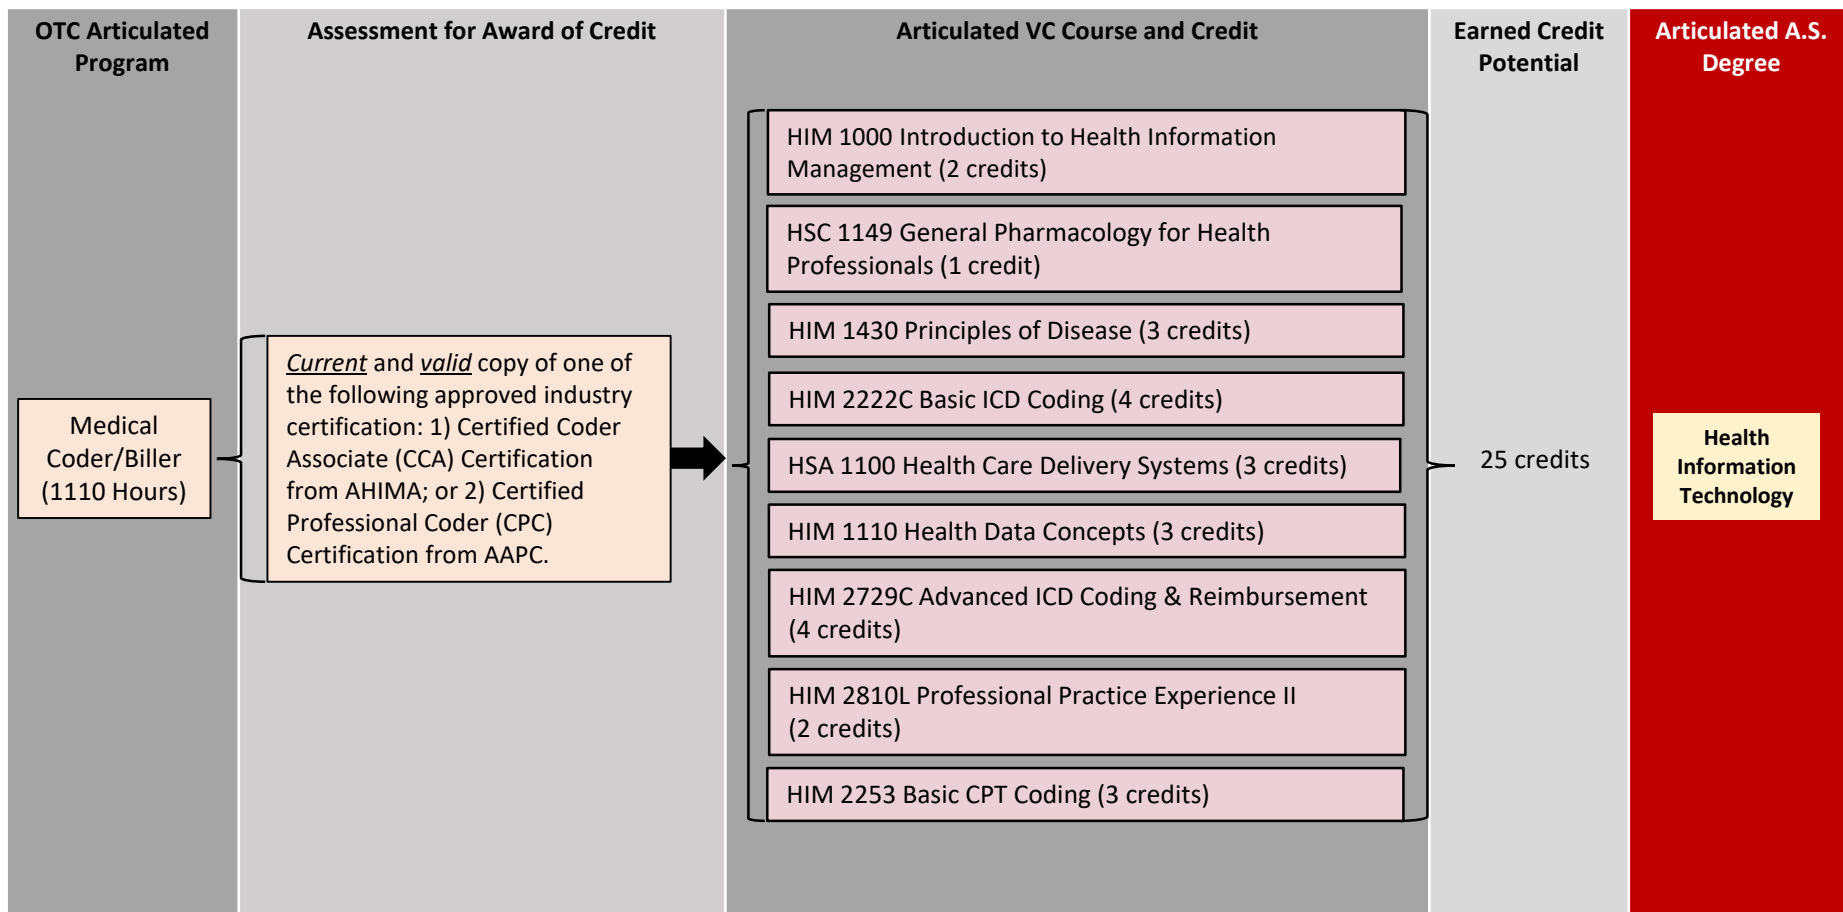 OTC Articulated
Program
Assessment for Award of Credit
Articulated VC Course and Credit
Earned Credit
Potential
Articulated A.S.
Degree
Medical
Coder/Biller
(1110 Hours)
Current and valid copy of one of
the following approved industry
certification: 1) Certified Coder
Associate (CCA) Certification
from AHIMA; or 2) Certified
Professional Coder (CPC)
Certification from AAPC.
HIM 1000 Introduction to Health Information
Management (2 credits)
HSC 1149 General Pharmacology for Health
Professionals (1 credit)
HIM 1430 Principles of Disease (3 credits)
HIM 2222C Basic ICD Coding (4 credits)
HSA 1100 Health Care Delivery Systems (3 credits)
HIM 1110 Health Data Concepts (3 credits)
HIM 2729C Advanced ICD Coding & Reimbursement
(4 credits)
HIM 2810L Professional Practice Experience II
(2 credits)
HIM 2253 Basic CPT Coding (3 credits)
25 credits
Health
Information
Technology